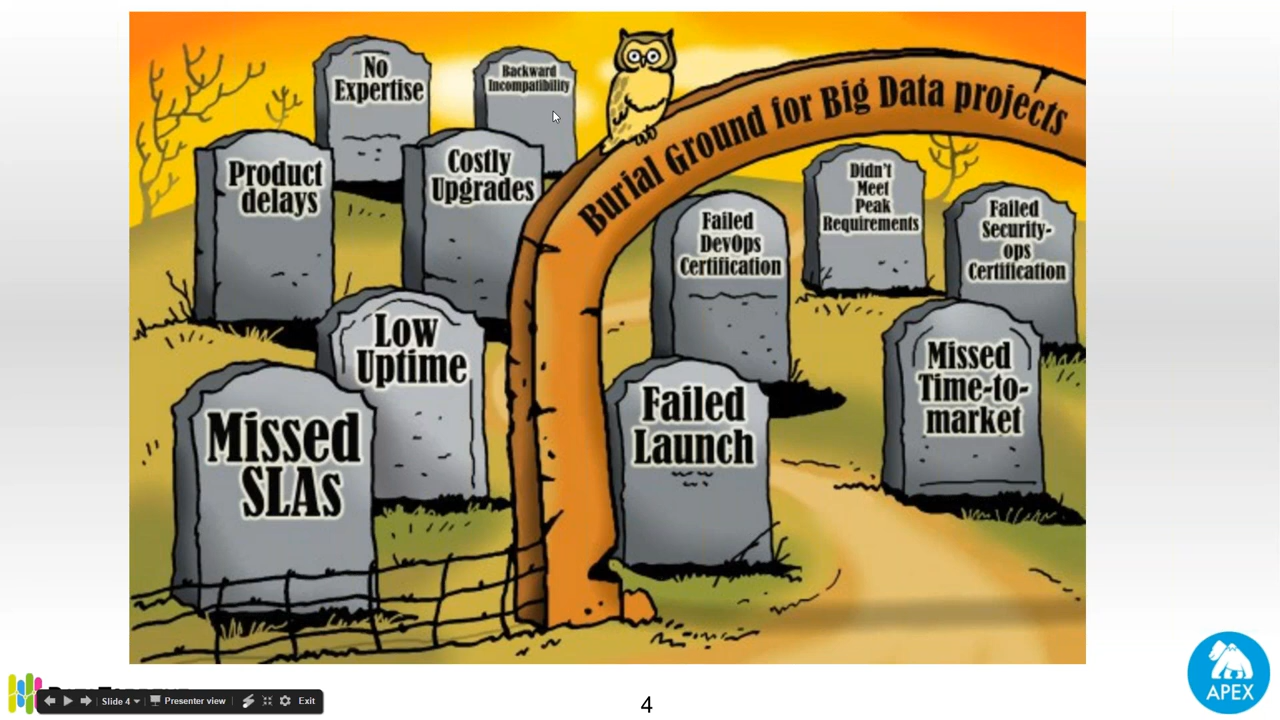 No
Expertise
Backward
Incompatibility
Burial Ground for Big Data projects
Product
delays
Costly
Upgrades
Didn't
Meet
Peak
Requirements
Failed
DevOps
Certification
Failed
Security-
ops
Certification
Low
Uptime
Missed
Time-to-
market
Missed
SLAs
Failed
Launch
Slide 4
Presenter view
Exit
4
APEX